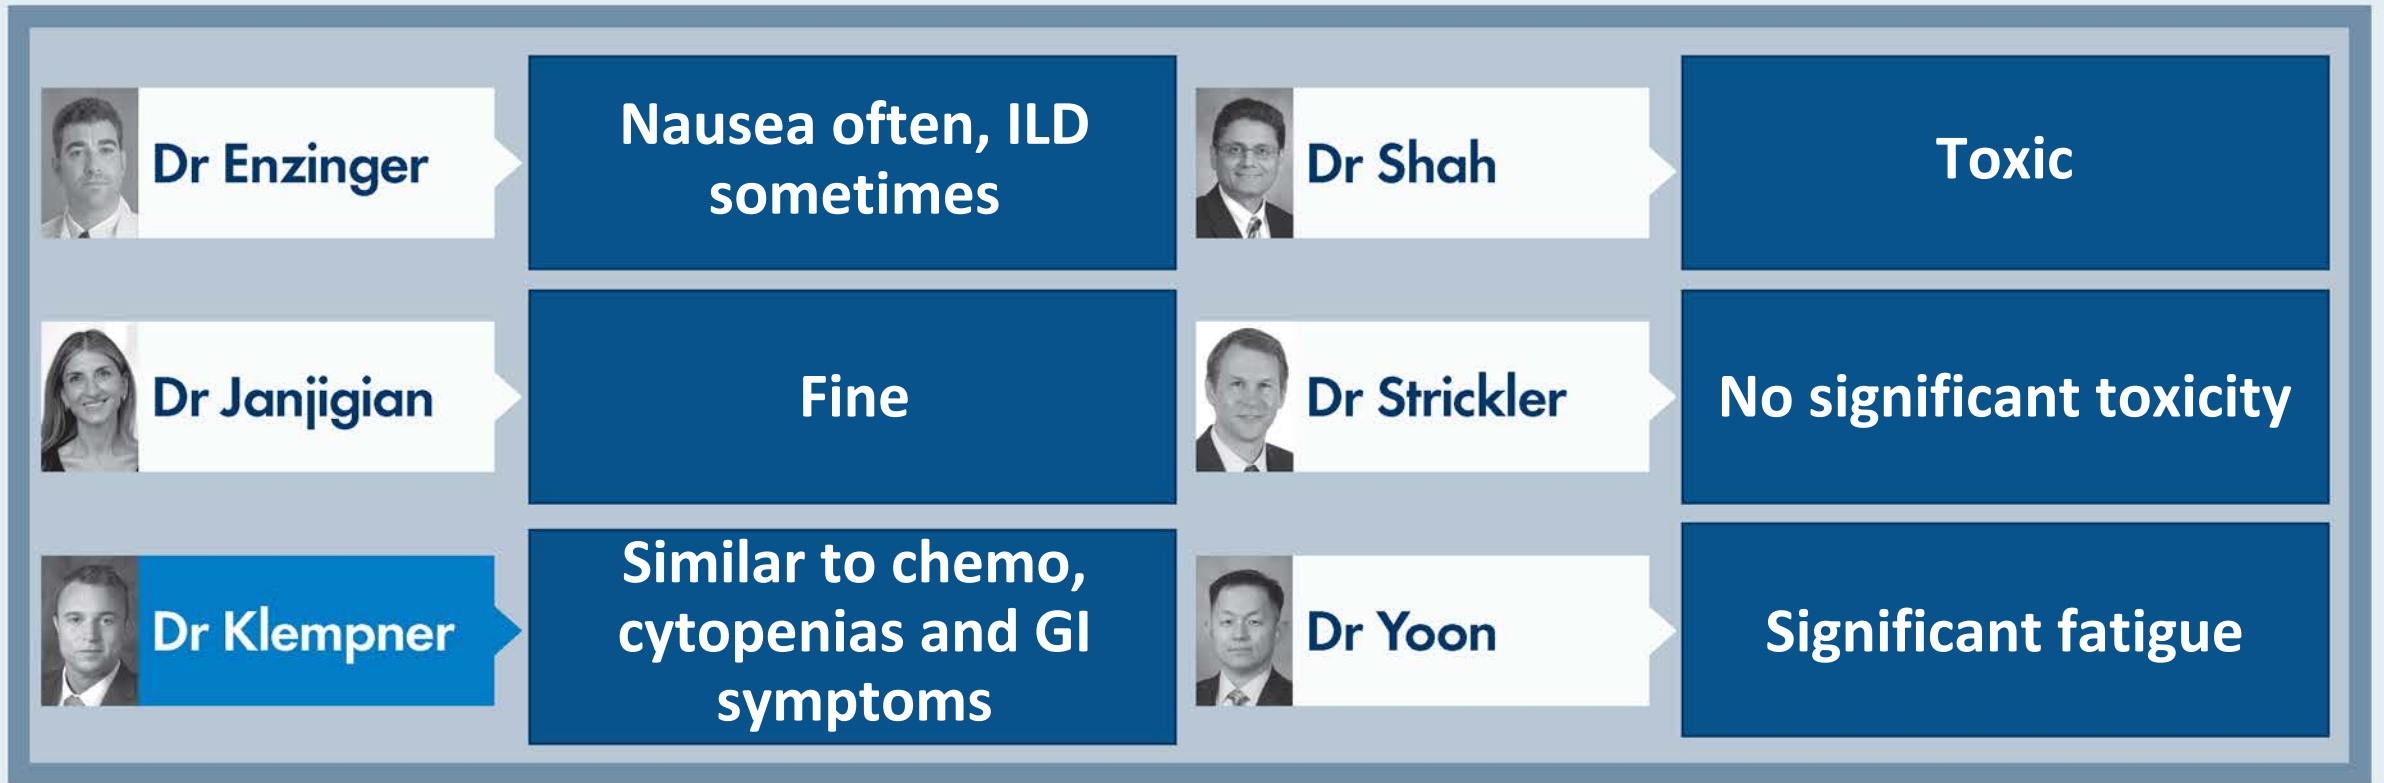 Dr Enzinger
Nausea often, ILD
sometimes
Dr Shah
Toxic
Dr Janjigian
Fine
Dr Strickler
No significant toxicity
Dr Klempner
Similar to chemo,
cytopenias and GI
symptoms
Dr Yoon
Significant fatigue